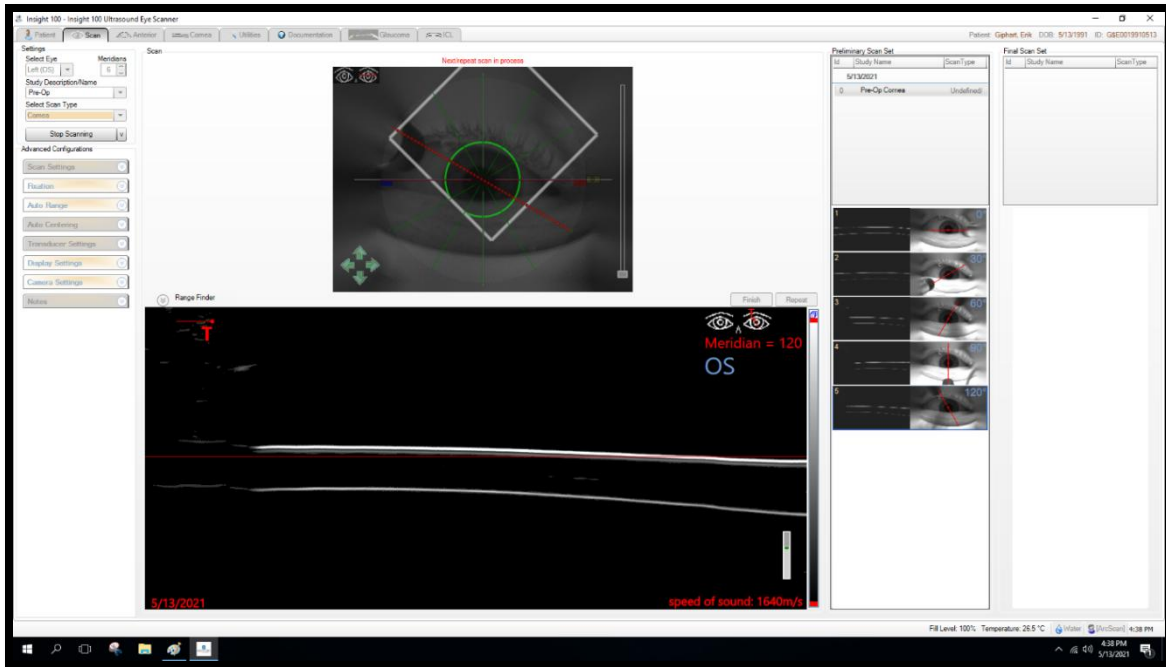 Insight 100 - Insight 100 Ultrasound Eye Scanner
Patient Scan Anterior Cornea Utilities Documentation Glaucoma ICL
Patient: Giphart, Erik DOB: 5/13/1991 ID: G&E0019910513
Settings
Select Eye Meridians
Left (OS) 6
Study Description/Name
Pre-Op
Select Scan Type
Cornea
Stop Scanning
Advanced Configurations
Scan Settings
Fixation
Auto Range
Auto Centering
Transducer Settings
Display Settings
Camera Settings
Notes
Scan
Next/repeat scan in process
Range Finder
Finish Repeat
T
T
A
Meridian = 120
OS
5/13/2021
speed of sound: 1640m/s
Preliminary Scan Set
Id Study Name ScanType
5/13/2021
0 Pre-Op Cornea Undefined
1 0°
2 30°
3 60°
4 90°
5 120°
Final Scan Set
Id Study Name ScanType
Fill Level: 100% Temperature: 26.5 °C Water [ArcScan] 4:38 PM
4:38 PM
5/13/2021